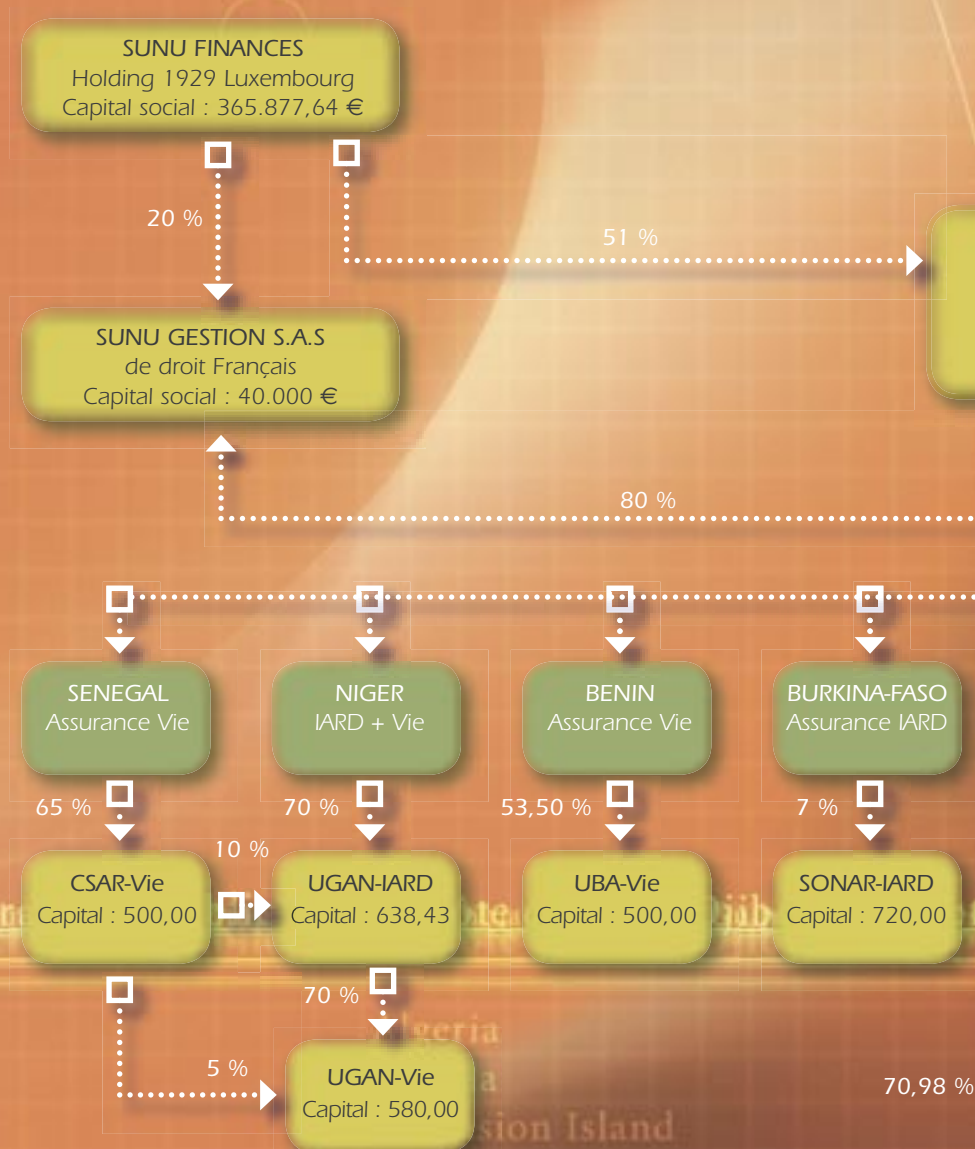 SUNU FINANCES
Holding 1929 Luxembourg
Capital social : 365.877,64 €
20 %
51 %
SUNU GESTION S.A.S
de droit Français
Capital social : 40.000 €
80 %
SENEGAL
Assurance Vie
NIGER
IARD + Vie
BENIN
Assurance Vie
BURKINA-FASO
Assurance IARD
65 %
70 %
53,50 %
7 %
10 %
CSAR-Vie
Capital : 500,00
UGAN-IARD
Capital : 638,43
UBA-Vie
Capital : 500,00
SONAR-IARD
Capital : 720,00
70 %
5 %
UGAN-Vie
Capital : 580,00
70,98 %
Island